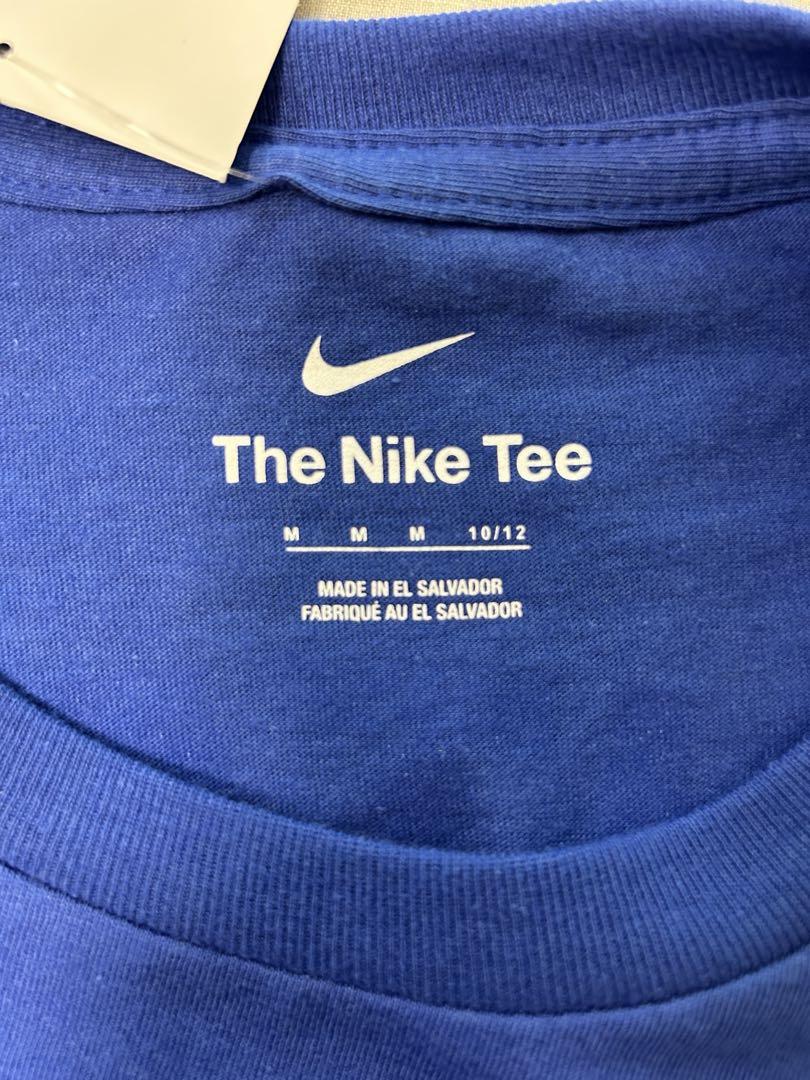 The Nike Tee
M M M 10/12
MADE IN EL SALVADOR
FABRIQUÉ AU EL SALVADOR